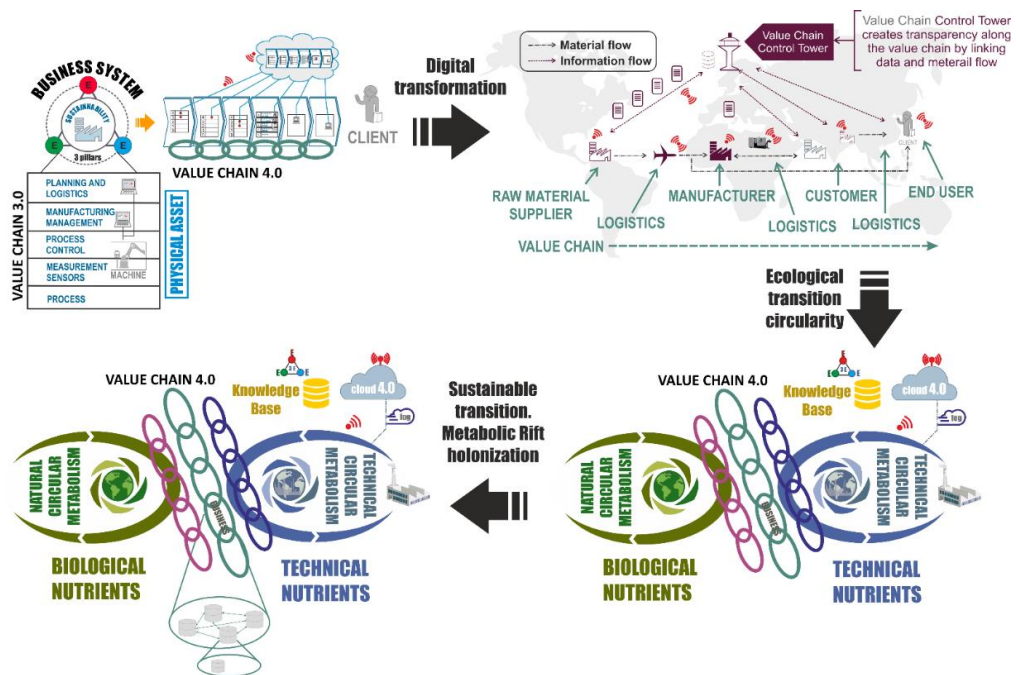 BUSINESS SYSTEM
E
SUSTAINABILITY
E
E
3 pillars
VALUE CHAIN 3.0
PLANNING AND
LOGISTICS
MANUFACTURING
MANAGEMENT
PROCESS
CONTROL
MACHINE
MEASUREMENT
SENSORS
PROCESS
PHYSICAL ASSET
CLIENT
VALUE CHAIN 4.0
Digital
transformation
Material flow
Information flow
Value Chain
Control Tower
Value Chain Control Tower
creates transparency along
the value chain by linking
data and meterail flow
CLIENT
RAW MATERIAL
SUPPLIER
LOGISTICS
MANUFACTURER
LOGISTICS
CUSTOMER
LOGISTICS
END USER
VALUE CHAIN
Ecological
transition
circularity
VALUE CHAIN 4.0
E
E
E
Knowledge
Base
cloud 4.0
fog
NATURAL
CIRCULAR
METABOLISM
BUSINESS
TECHNICAL
CIRCULAR
METABOLISM
BIOLOGICAL
NUTRIENTS
TECHNICAL
NUTRIENTS
Sustainable
transition.
Metabolic Rift
holonization
VALUE CHAIN 4.0
E
E
E
Knowledge
Base
cloud 4.0
fog
NATURAL
CIRCULAR
METABOLISM
BUSINESS
TECHNICAL
CIRCULAR
METABOLISM
BIOLOGICAL
NUTRIENTS
TECHNICAL
NUTRIENTS